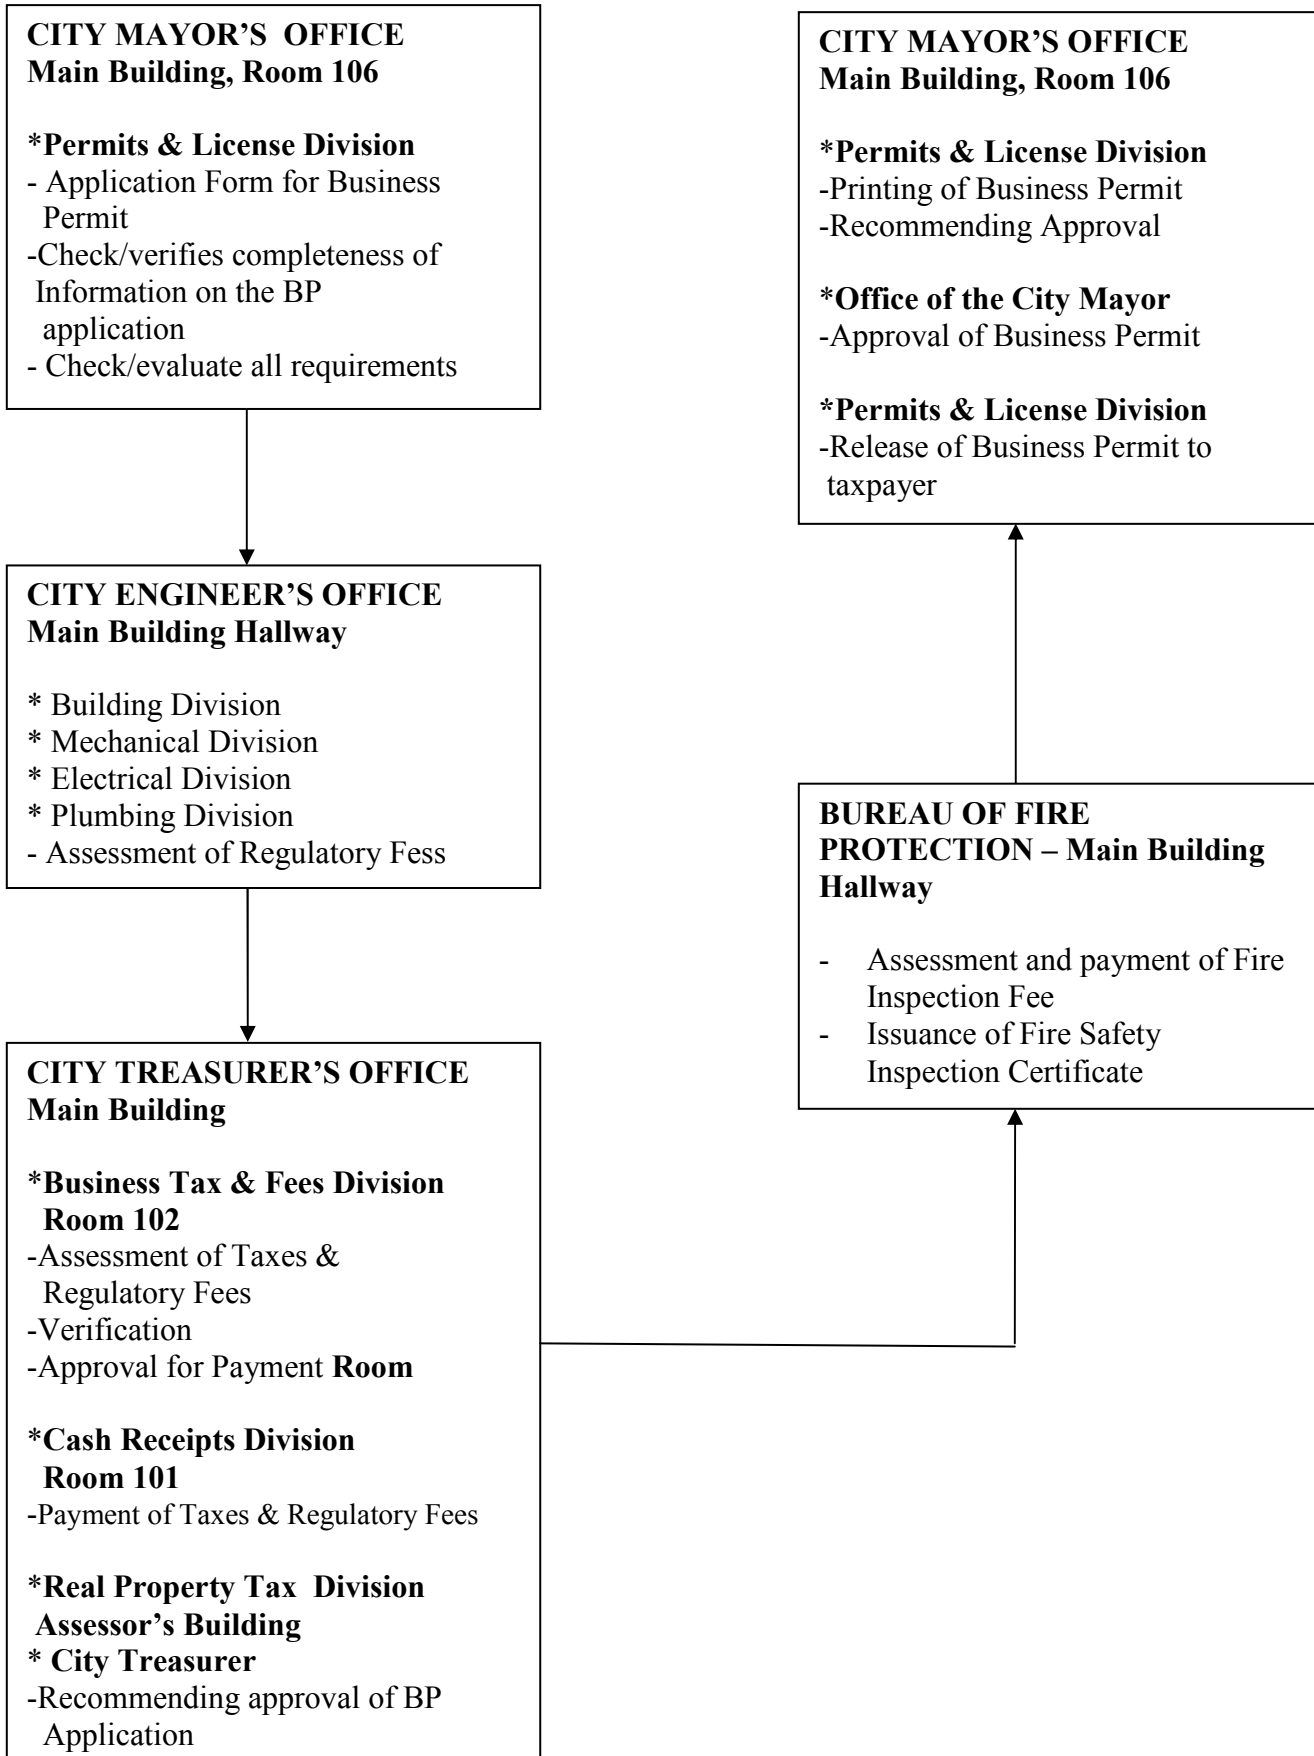 CITY MAYOR’S OFFICE
Main Building, Room 106
*Permits & License Division
- Application Form for Business
Permit
-Check/verifies completeness of
Information on the BP
application
- Check/evaluate all requirements
CITY ENGINEER’S OFFICE
Main Building Hallway
* Building Division
* Mechanical Division
* Electrical Division
* Plumbing Division
- Assessment of Regulatory Fess
CITY TREASURER’S OFFICE
Main Building
*Business Tax & Fees Division
Room 102
-Assessment of Taxes &
Regulatory Fees
-Verification
-Approval for Payment Room
*Cash Receipts Division
Room 101
-Payment of Taxes & Regulatory Fees
*Real Property Tax Division
Assessor’s Building
* City Treasurer
-Recommending approval of BP
Application
BUREAU OF FIRE
PROTECTION – Main Building
Hallway
- Assessment and payment of Fire
Inspection Fee
- Issuance of Fire Safety
Inspection Certificate
CITY MAYOR’S OFFICE
Main Building, Room 106
*Permits & License Division
-Printing of Business Permit
-Recommending Approval
*Office of the City Mayor
-Approval of Business Permit
*Permits & License Division
-Release of Business Permit to
taxpayer